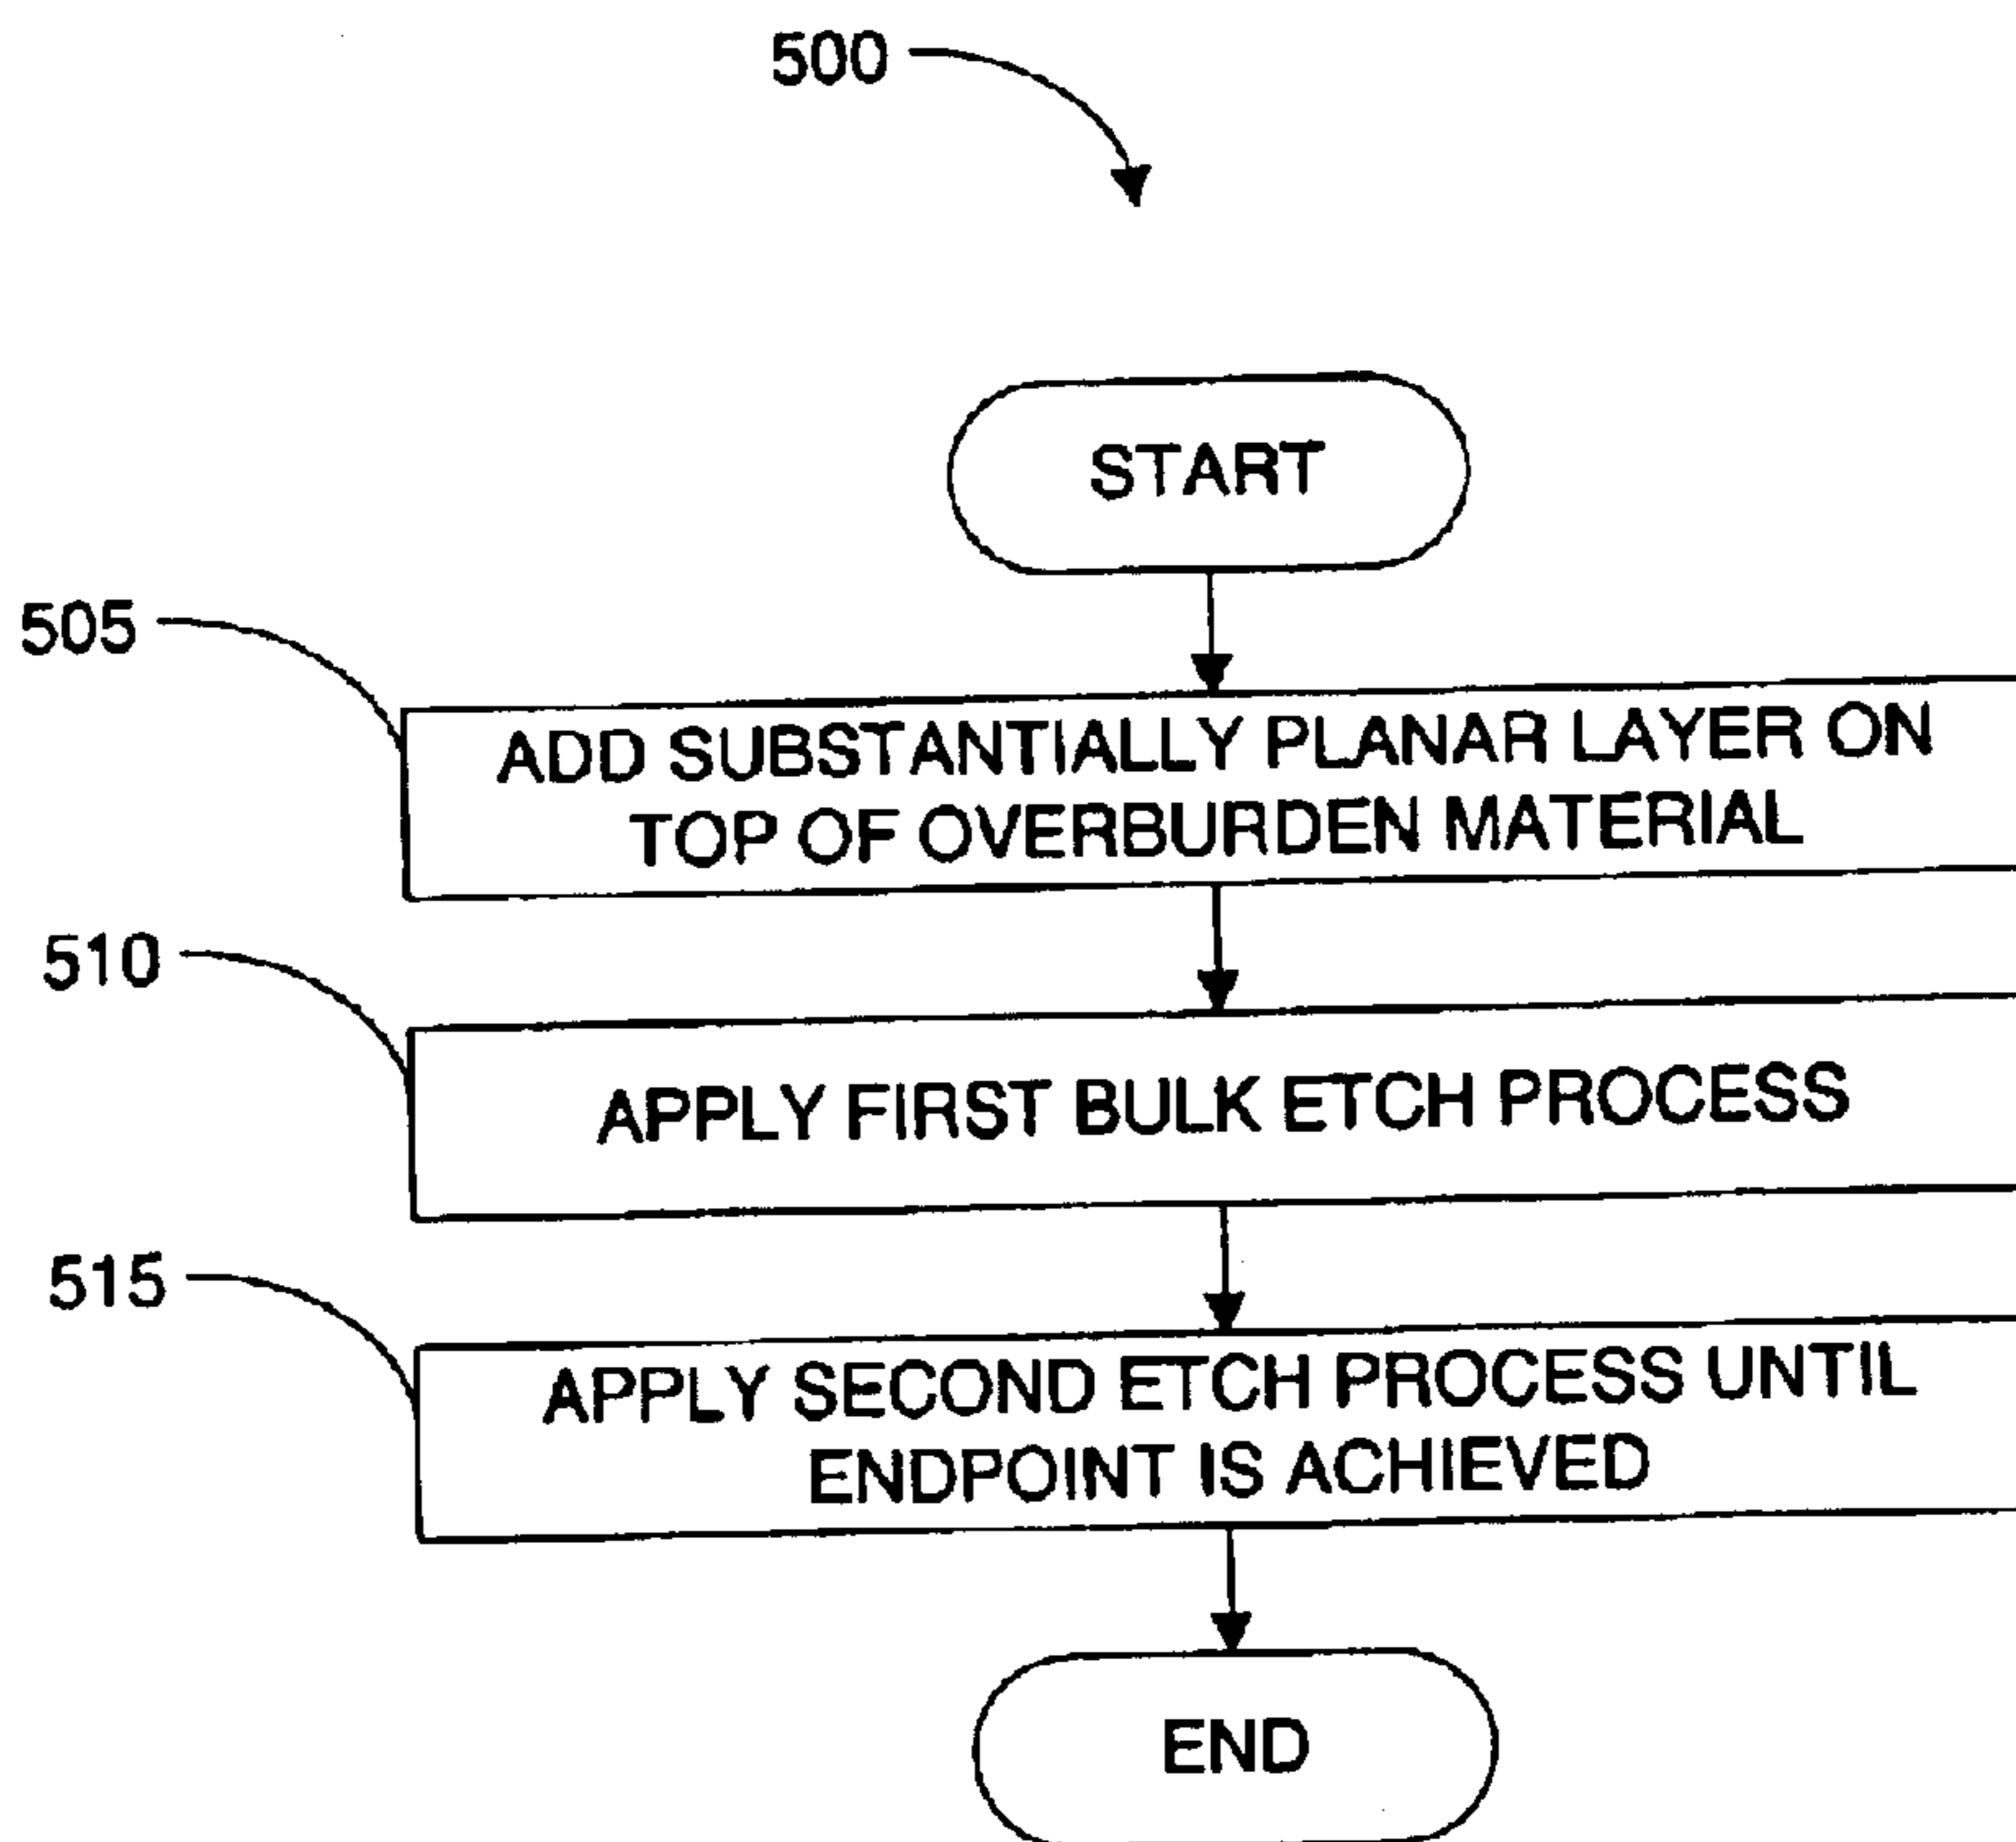 500
START
505
ADD SUBSTANTIALLY PLANAR LAYER ON
TOP OF OVERBURDEN MATERIAL
510
APPLY FIRST BULK ETCH PROCESS
515
APPLY SECOND ETCH PROCESS UNTIL
ENDPOINT IS ACHIEVED
END